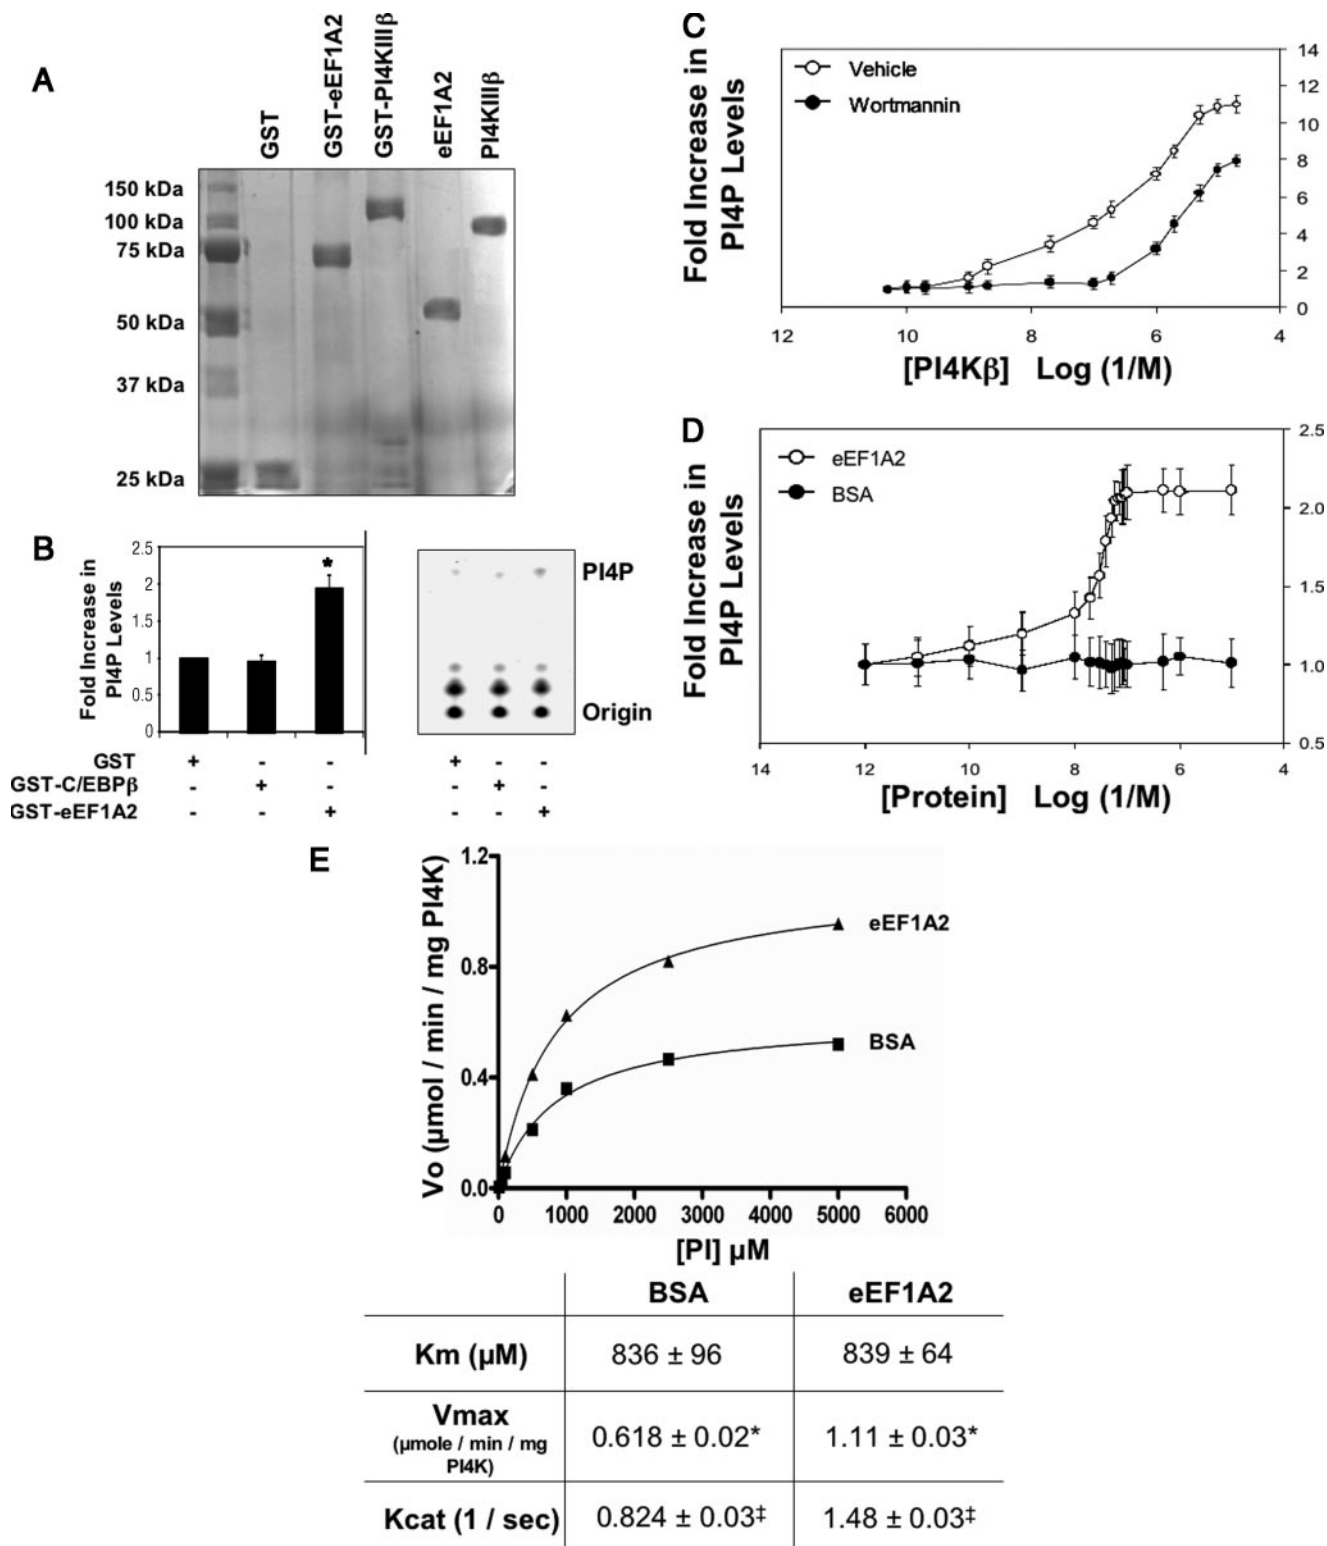 A
GST
GST-eEF1A2
GST-PI4KIIIβ
eEF1A2
PI4KIIIβ
150 kDa
100 kDa
75 kDa
50 kDa
37 kDa
25 kDa
B
Fold Increase in
PI4P Levels
2.5
2
1.5
1
0.5
0
*
GST + - -
GST-C/EBPβ - + -
GST-eEF1A2 - - +
PI4P
Origin
+ - -
- + -
- - +
C
Fold Increase in
PI4P Levels
Vehicle
Wortmannin
14
12
10
8
6
4
2
0
12 10 8 6 4
[PI4Kβ] Log (1/M)
D
Fold Increase in
PI4P Levels
eEF1A2
BSA
2.5
2.0
1.5
1.0
0.5
14 12 10 8 6 4
[Protein] Log (1/M)
E
Vo (µmol / min / mg PI4K)
1.2
0.8
0.4
0.0
eEF1A2
BSA
0 1000 2000 3000 4000 5000 6000
[PI] µM
BSA eEF1A2
Km (µM) 836 ± 96 839 ± 64
Vmax
(µmole / min / mg
PI4K)
0.618 ± 0.02* 1.11 ± 0.03*
Kcat (1 / sec) 0.824 ± 0.03‡ 1.48 ± 0.03‡